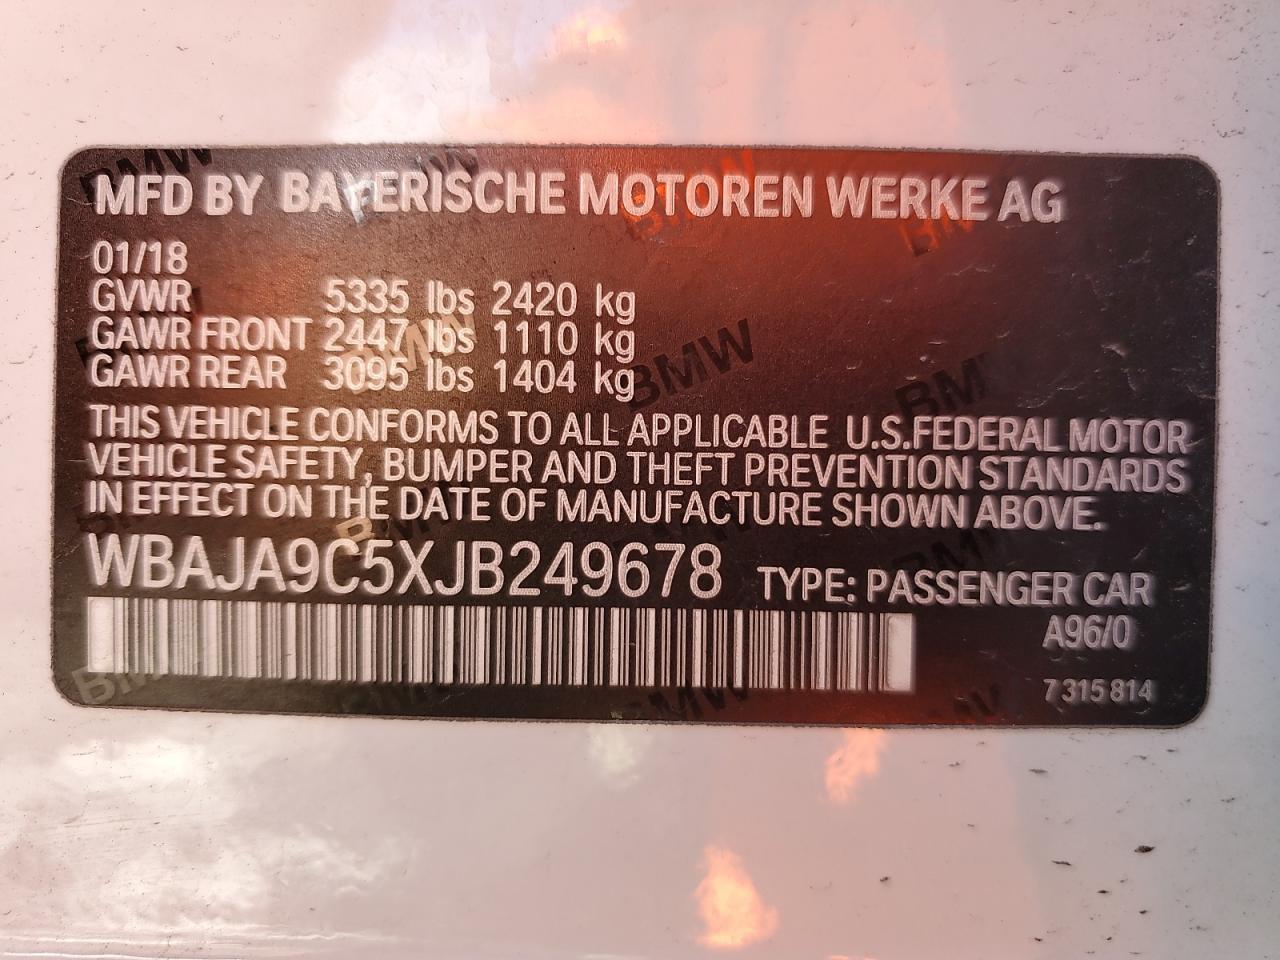 MFD BY BAYERISCHE MOTOREN WERKE AG
01/18
GVWR 5335 lbs 2420 kg
GAWR FRONT 2447 lbs 1110 kg
GAWR REAR 3095 lbs 1404 kg
THIS VEHICLE CONFORMS TO ALL APPLICABLE U.S.FEDERAL MOTOR
VEHICLE SAFETY, BUMPER AND THEFT PREVENTION STANDARDS
IN EFFECT ON THE DATE OF MANUFACTURE SHOWN ABOVE.
WBAJA9C5XJB249678 TYPE: PASSENGER CAR
A96/0
7 315 814